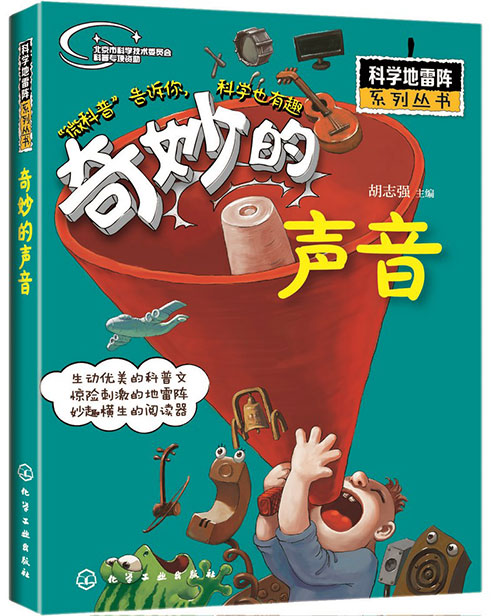 北京市科学技术委员会
科普专项资助
科学地雷阵
系列丛书
“微科普”告诉你，科学也有趣
奇妙的
声音
胡志强 主编
生动优美的科普文
惊险刺激的地雷阵
妙趣横生的阅读器
化学工业出版社
科学地雷阵
系列丛书
奇妙的声音
化学工业出版社